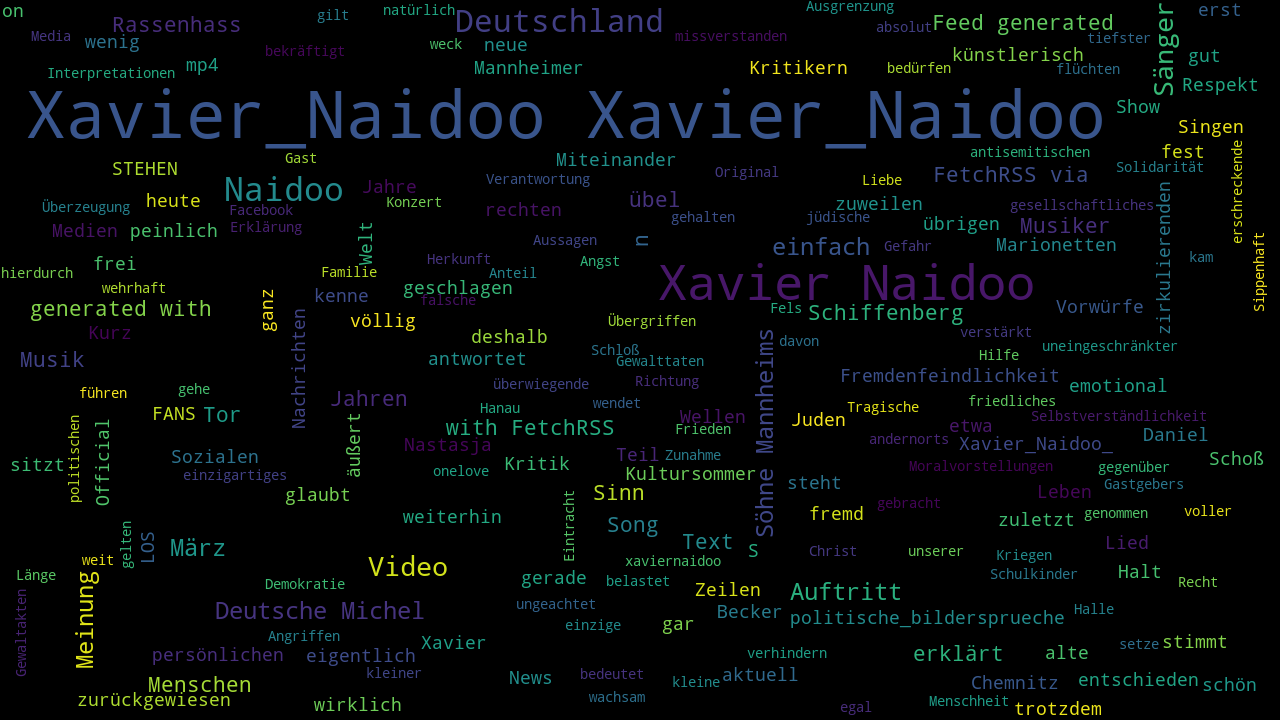 on
Rassenhass
gilt
natürlich
Deutschland
Ausgrenzung
Feed generated
erst
Media
wenig
bekräftigt
weck
neue
missverstanden
absolut
tiefster
Sänger
Interpretationen
mp4
Mannheimer
Kritikern
bedürfen
künstlerisch
flüchten
gut
Respekt
Xavier_Naidoo Xavier_Naidoo
Show
Singen
STEHEN
Gast
Miteinander
antisemitischen
fest
Solidarität
erschreckende
Naidoo
Jahre
Verantwortung
Original
Liebe
FetchRSS via
Überzeugung
heute
Facebook
Konzert
rechten
übel
gehalten
jüdische
zuweilen
gesellschaftliches
zirkulierenden
Medien
peinlich
Erklärung
Welt
Aussagen
n
einfach
Gefahr
übrigen
Musiker
Marionetten
Sippenhaft
hierdurch
frei
Familie
Herkunft
Anteil
Angst
Xavier Naidoo
kam
wehrhaft
kenne
geschlagen
falsche
generated with
ganz
völlig
Übergriffen
Fels
Schiffenberg
Vorwürfe
Kurz
Nachrichten
deshalb
Schloß
davon
verstärkt
uneingeschränkter
Musik
antwortet
Gewalttaten
Söhne Mannheims
Hilfe
führen
gehe
Jahren
überwiegende
Richtung
Fremdenfeindlichkeit
emotional
FANS
Tor
Hanau
wendet
Wellen
Juden
Tragische
friedliches
Selbstverständlichkeit
politischen
Official
äußert
with FetchRSS
Frieden
etwa
Daniel
sitzt
Sozialen
Nastasja
Teil
Zunahme
andernorts
Xavier_Naidoo_
Schoß
einzigartiges
onelove
Kritik
Kultursommer
Moralvorstellungen
gegenüber
glaubt
Sinn
steht
Gastgebers
Leben
weiterhin
Eintracht
Song
fremd
gebracht
zuletzt
genommen
voller
gelten
LOS
März
Text
S
Christ
unserer
Lied
weit
Video
xaviernaidoo
Kriegen
Länge
Demokratie
gerade
belastet
Zeilen
Auftritt
Schulkinder
Halt
Recht
Gewaltakten
Meinung
Deutsche Michel
ungeachtet
Becker
politische_bildersprueche
Halle
Angriffen
Xavier
einzige
gar
persönlichen
eigentlich
verhindern
erklärt
alte
setze
stimmt
kleiner
Menschen
News
bedeutet
kleine
aktuell
Chemnitz
entschieden
schön
zurückgewiesen
wirklich
wachsam
egal
Menschheit
trotzdem